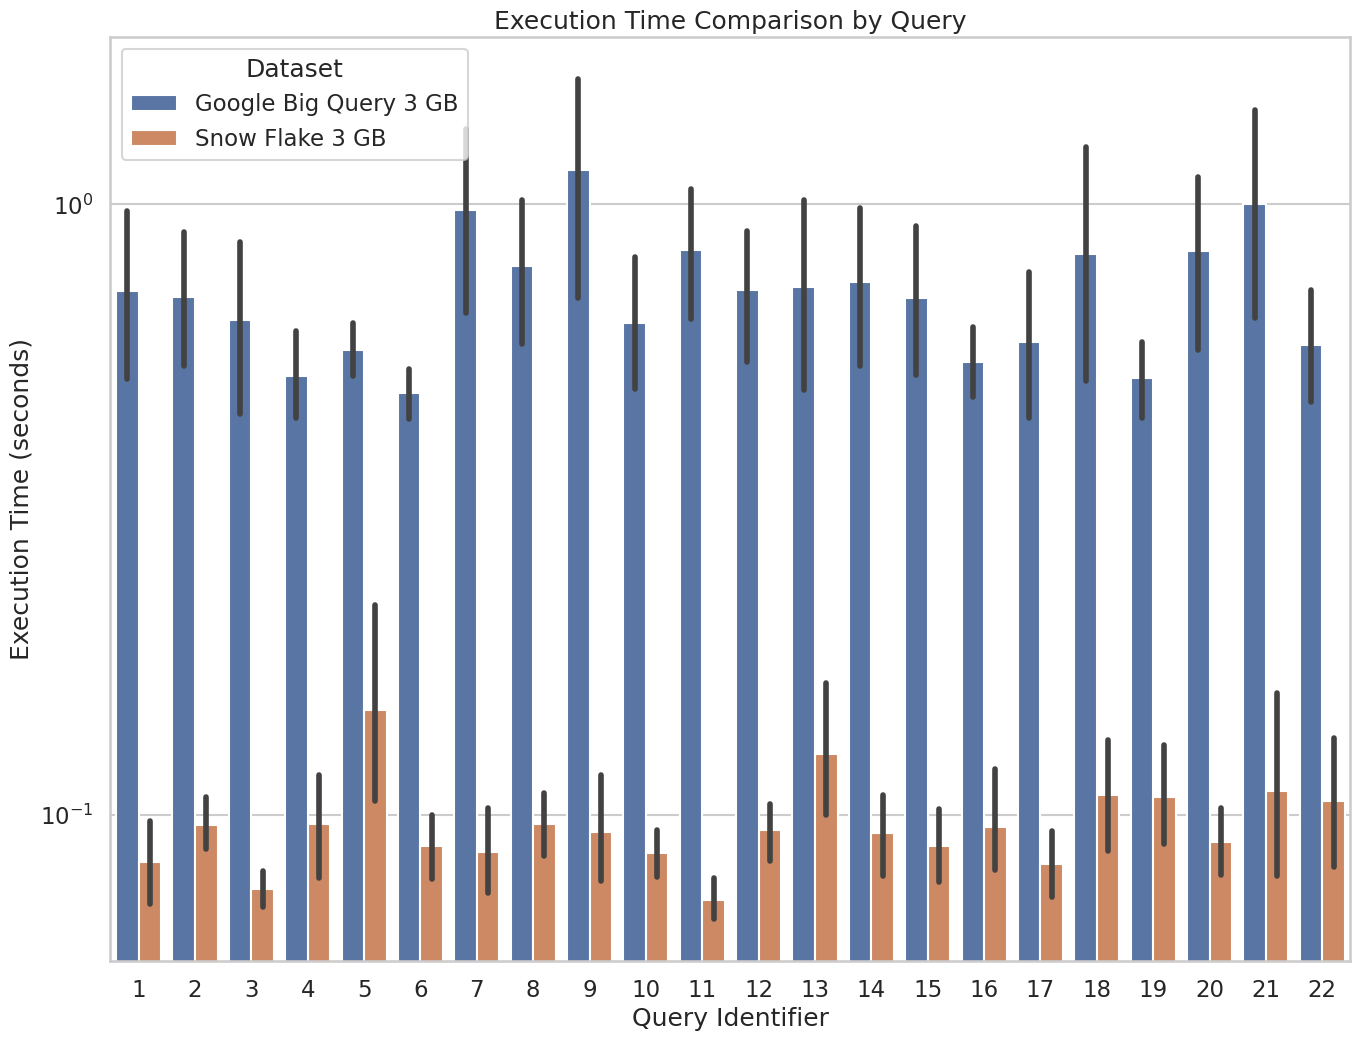 Execution Time Comparison by Query
Dataset
Google Big Query 3 GB
Snow Flake 3 GB
Execution Time (seconds)
10⁰
10⁻¹
1 2 3 4 5 6 7 8 9 10 11 12 13 14 15 16 17 18 19 20 21 22
Query Identifier